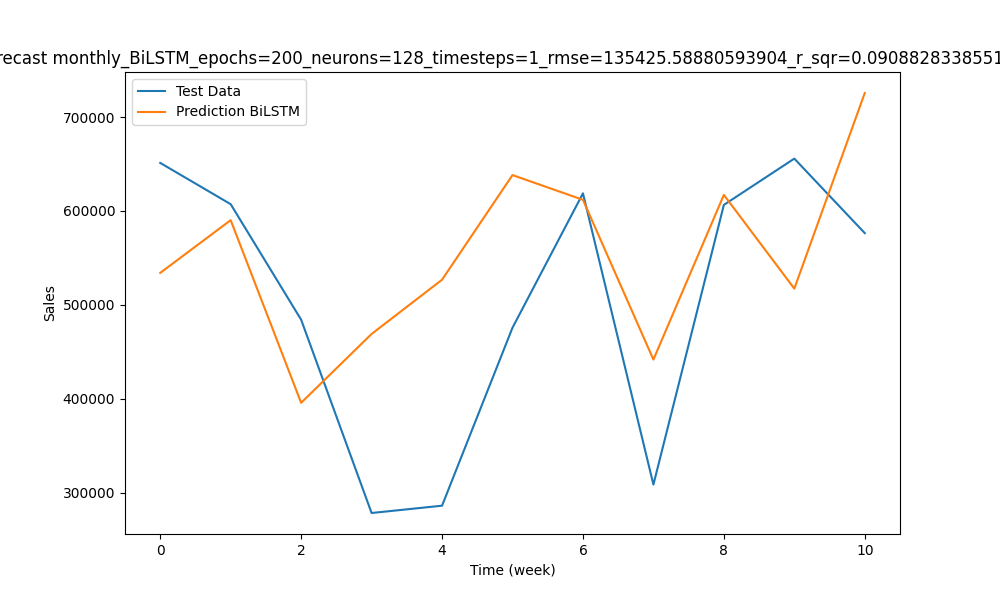 recast monthly_BiLSTM_epochs=200_neurons=128_timesteps=1_rmse=135425.58880593904_r_sqr=0.0908828338551
Test Data
Prediction BiLSTM
700000
600000
500000
400000
300000
Sales
0 2 4 6 8 10
Time (week)